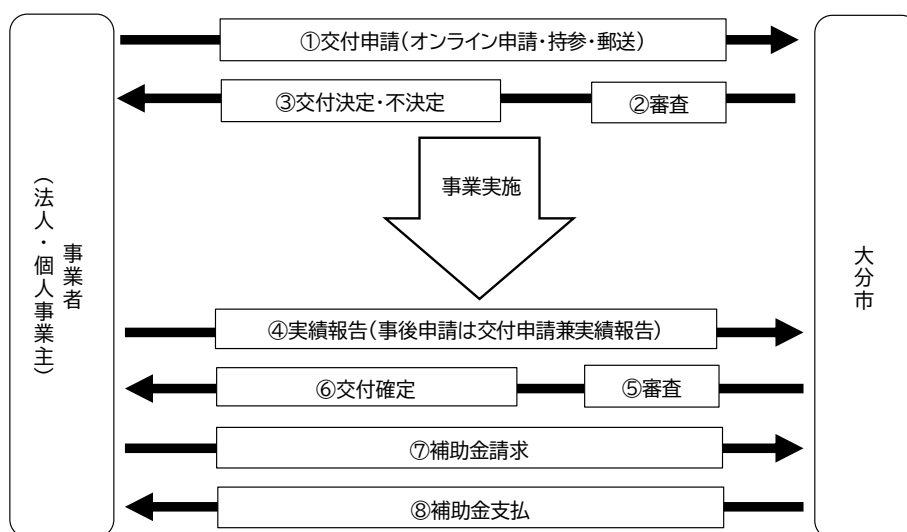 ①交付申請(オンライン申請・持参・郵送)
③交付決定・不決定
②審査
事業実施
事業者
(法人・個人事業主)
大分市
④実績報告(事後申請は交付申請兼実績報告)
⑥交付確定
⑤審査
⑦補助金請求
⑧補助金支払